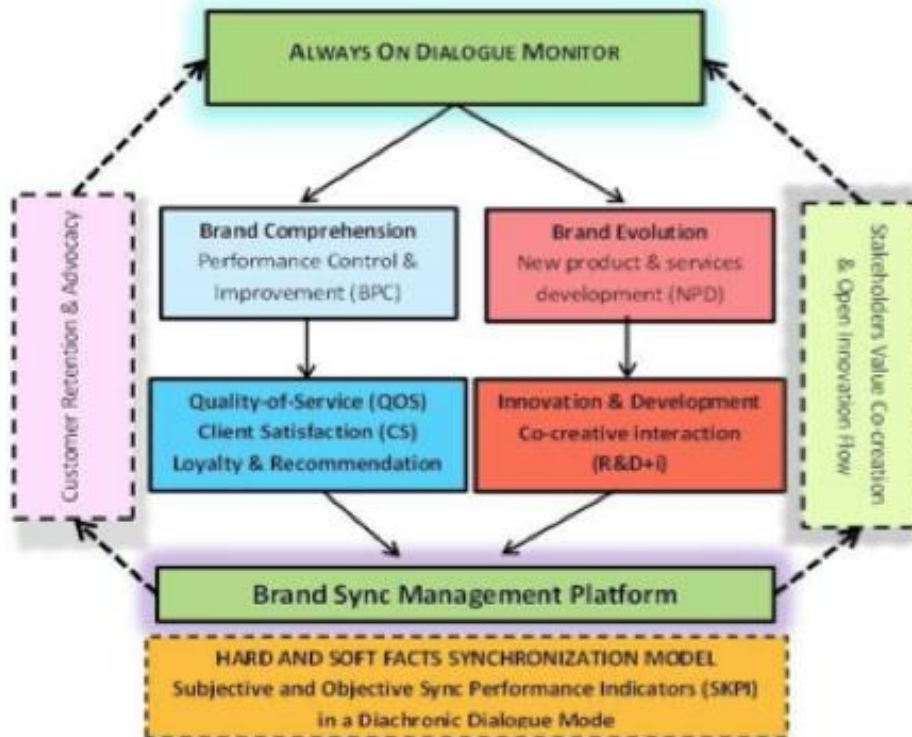 ALWAYS ON DIALOGUE MONITOR
Customer Retention & Advocacy
Brand Comprehension
Performance Control &
Improvement (BPC)
Brand Evolution
New product & services
development (NPD)
Stakeholders Value Co-creation
& Open Innovation Flow
Quality-of-Service (QOS)
Client Satisfaction (CS)
Loyalty & Recommendation
Innovation & Development
Co-creative interaction
(R&D+i)
Brand Sync Management Platform
HARD AND SOFT FACTS SYNCHRONIZATION MODEL
Subjective and Objective Sync Performance Indicators (SKPI)
in a Diachronic Dialogue Mode